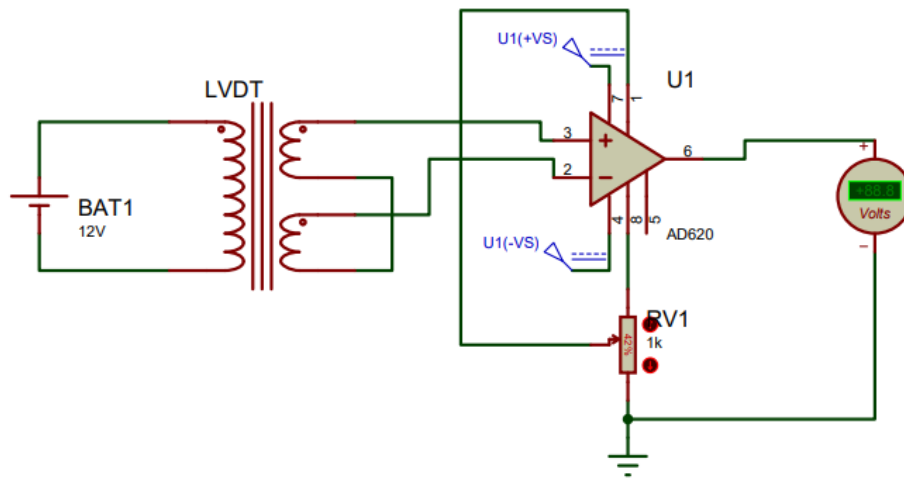 U1(+VS)
U1
LVDT
7
1
3
2
6
+
-
4
8
5
AD620
+
+88.8
Volts
-
BAT1
12V
U1(-VS)
RV1
42%
1k